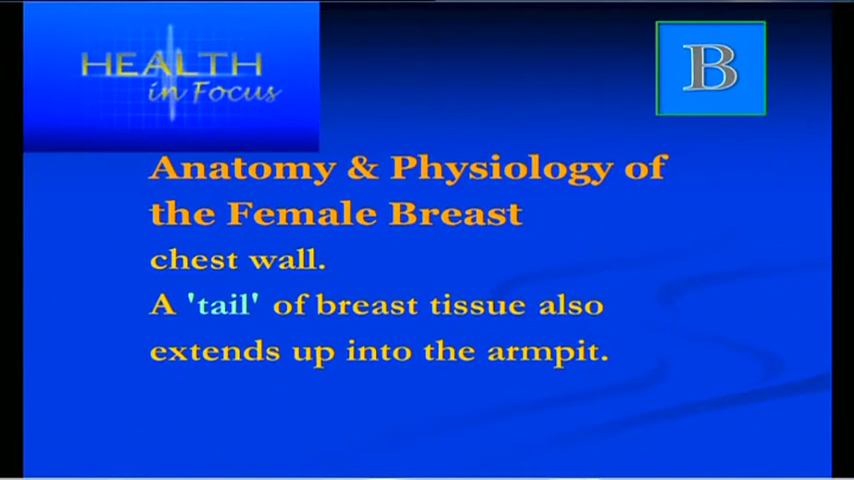 HEALTH
in Focus
B
Anatomy & Physiology of
the Female Breast
chest wall.
A 'tail' of breast tissue also
extends up into the armpit.